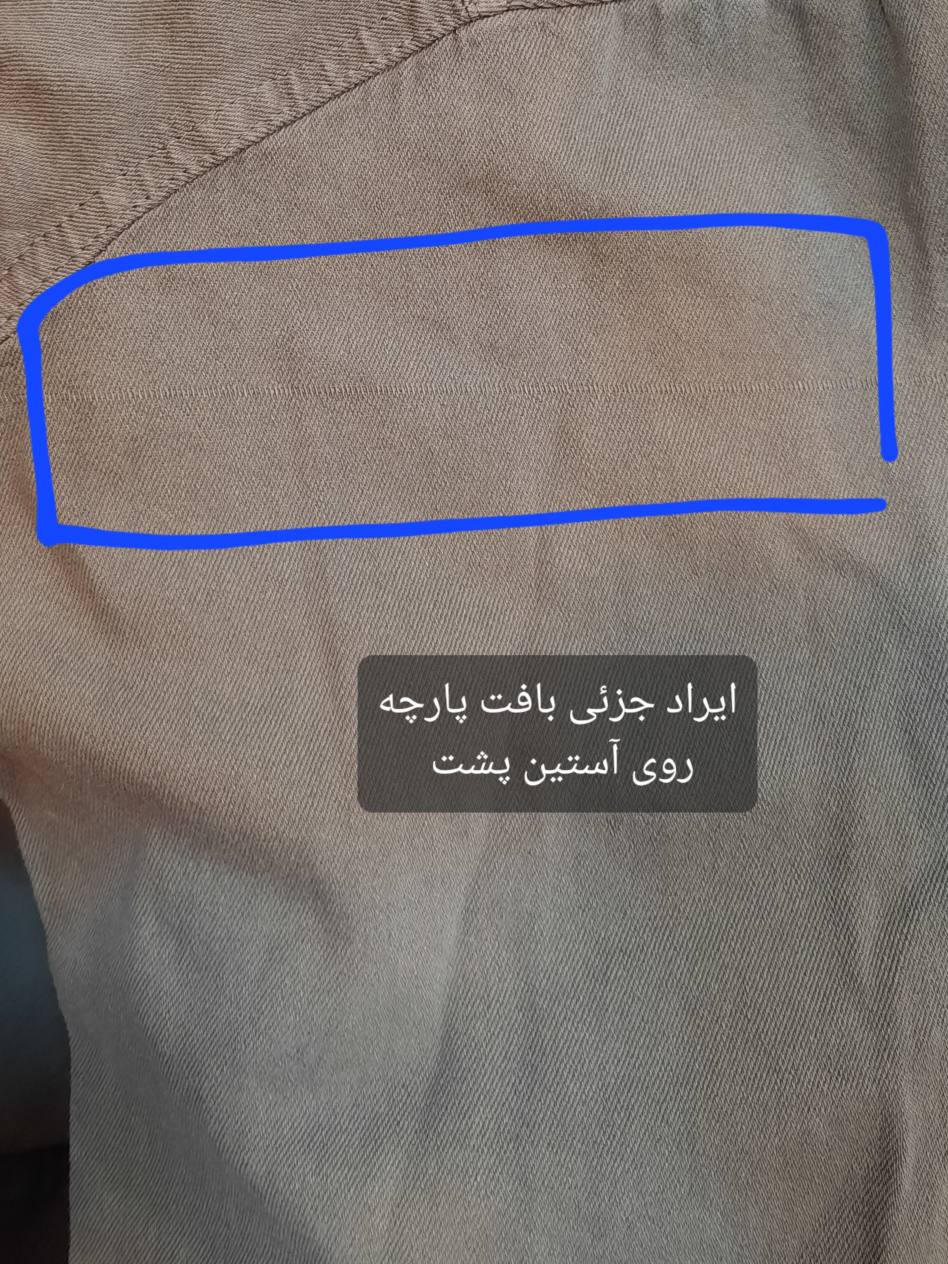 ایراد جزئی بافت پارچه
روی آستین پشت